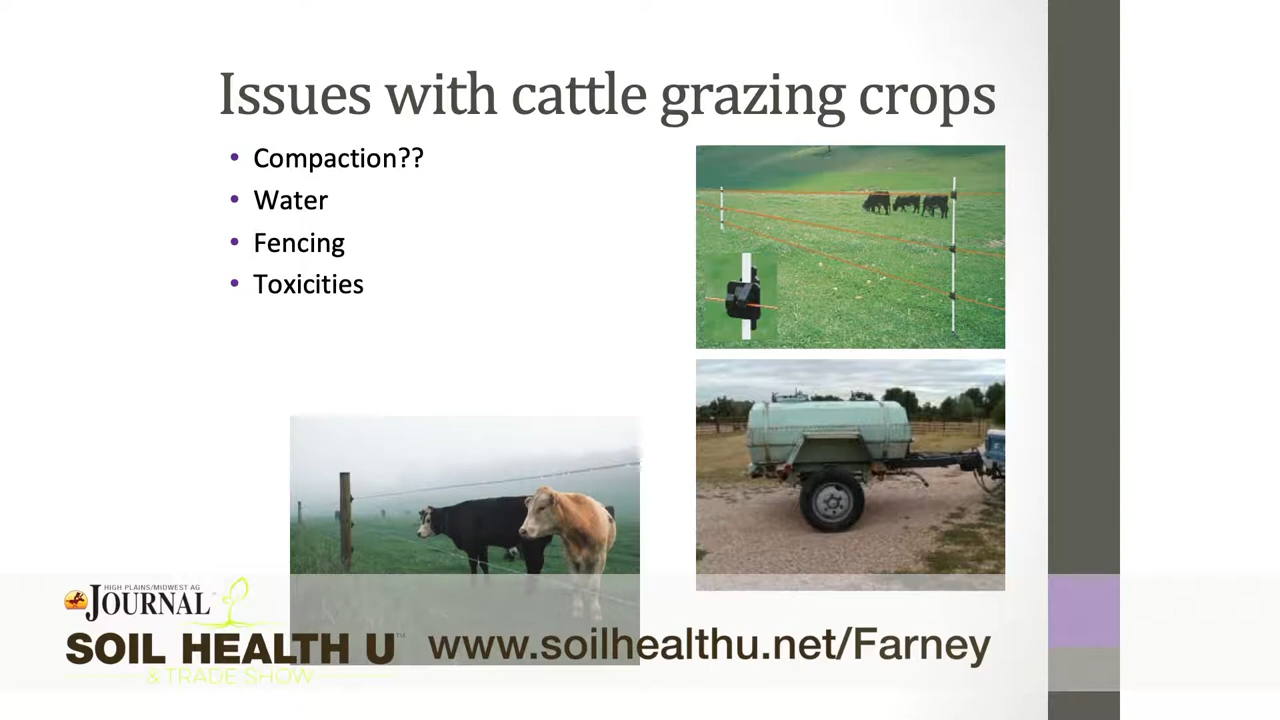 Issues with cattle grazing crops
• Compaction??
• Water
• Fencing
• Toxicities
HIGH PLAINS/MIDWEST AG
JOURNAL
SOIL HEALTH U™
& TRADE SHOW
www.soilhealthu.net/Farney